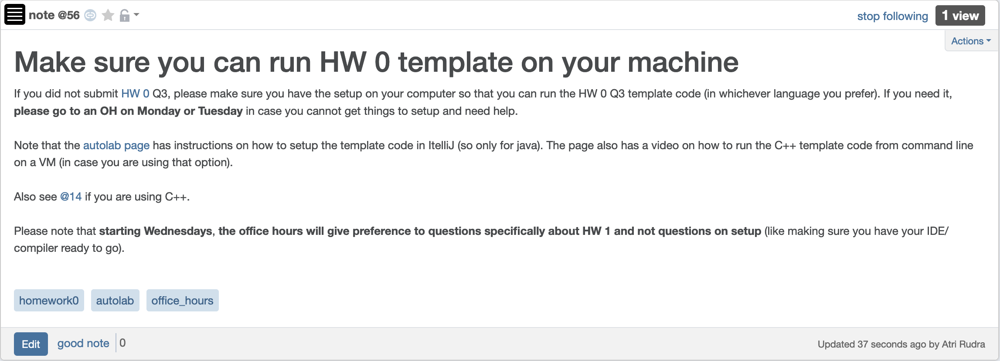 note @56
stop following
1 view
Actions
Make sure you can run HW 0 template on your machine
If you did not submit HW 0 Q3, please make sure you have the setup on your computer so that you can run the HW 0 Q3 template code (in whichever language you prefer). If you need it,
please go to an OH on Monday or Tuesday in case you cannot get things to setup and need help.
Note that the autolab page has instructions on how to setup the template code in ItelliJ (so only for java). The page also has a video on how to run the C++ template code from command line
on a VM (in case you are using that option).
Also see @14 if you are using C++.
Please note that starting Wednesdays, the office hours will give preference to questions specifically about HW 1 and not questions on setup (like making sure you have your IDE/
compiler ready to go).
homework0 autolab office_hours
Edit good note 0
Updated 37 seconds ago by Atri Rudra